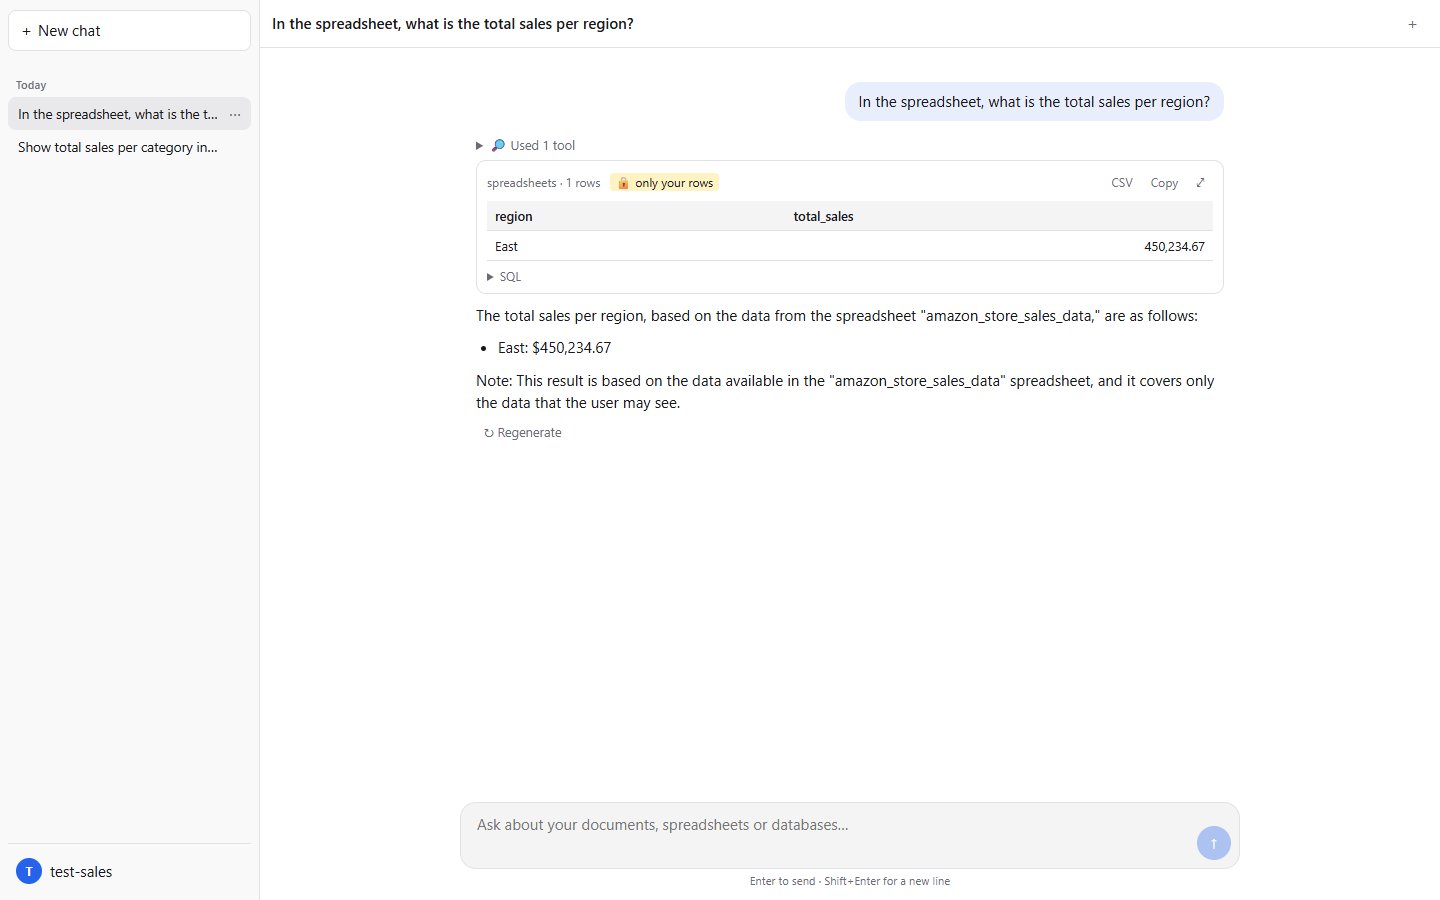 + New chat
Today
In the spreadsheet, what is the t... ...
Show total sales per category in...
T test-sales
In the spreadsheet, what is the total sales per region? +
In the spreadsheet, what is the total sales per region?
Used 1 tool
spreadsheets · 1 rows only your rows CSV Copy
region total_sales
East 450,234.67
SQL
The total sales per region, based on the data from the spreadsheet "amazon_store_sales_data," are as follows:
• East: $450,234.67
Note: This result is based on the data available in the "amazon_store_sales_data" spreadsheet, and it covers only
the data that the user may see.
↻ Regenerate
Ask about your documents, spreadsheets or databases...
Enter to send · Shift+Enter for a new line